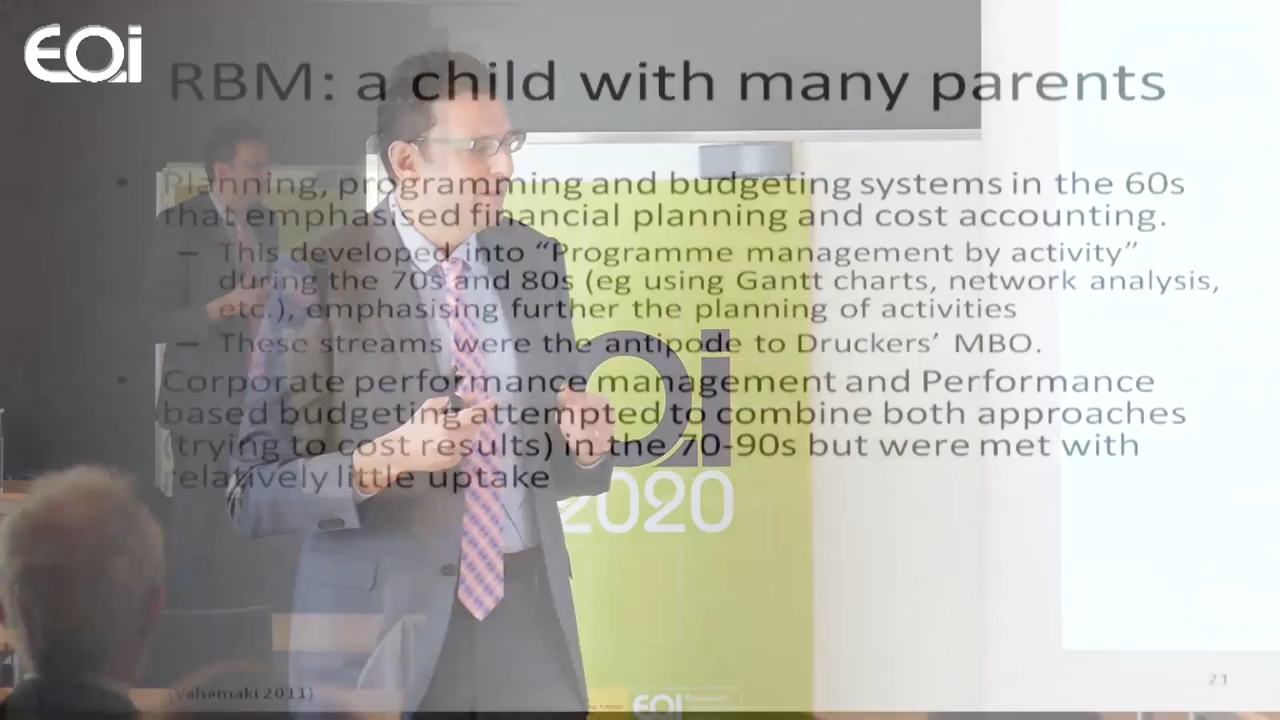 EOi
RBM: a child with many parents
• Planning, programming and budgeting systems in the 60s
that emphasised financial planning and cost accounting.
– This developed into “Programme management by activity”
during the 70s and 80s (eg using Gantt charts, network analysis,
etc.), emphasising further the planning of activities
– These streams were the antipode to Druckers’ MBO.
• Corporate performance management and Performance
based budgeting attempted to combine both approaches
(trying to cost results) in the 70-90s but were met with
relatively little uptake
EOi
2020
(Vahamaki 2011)
21
EOI